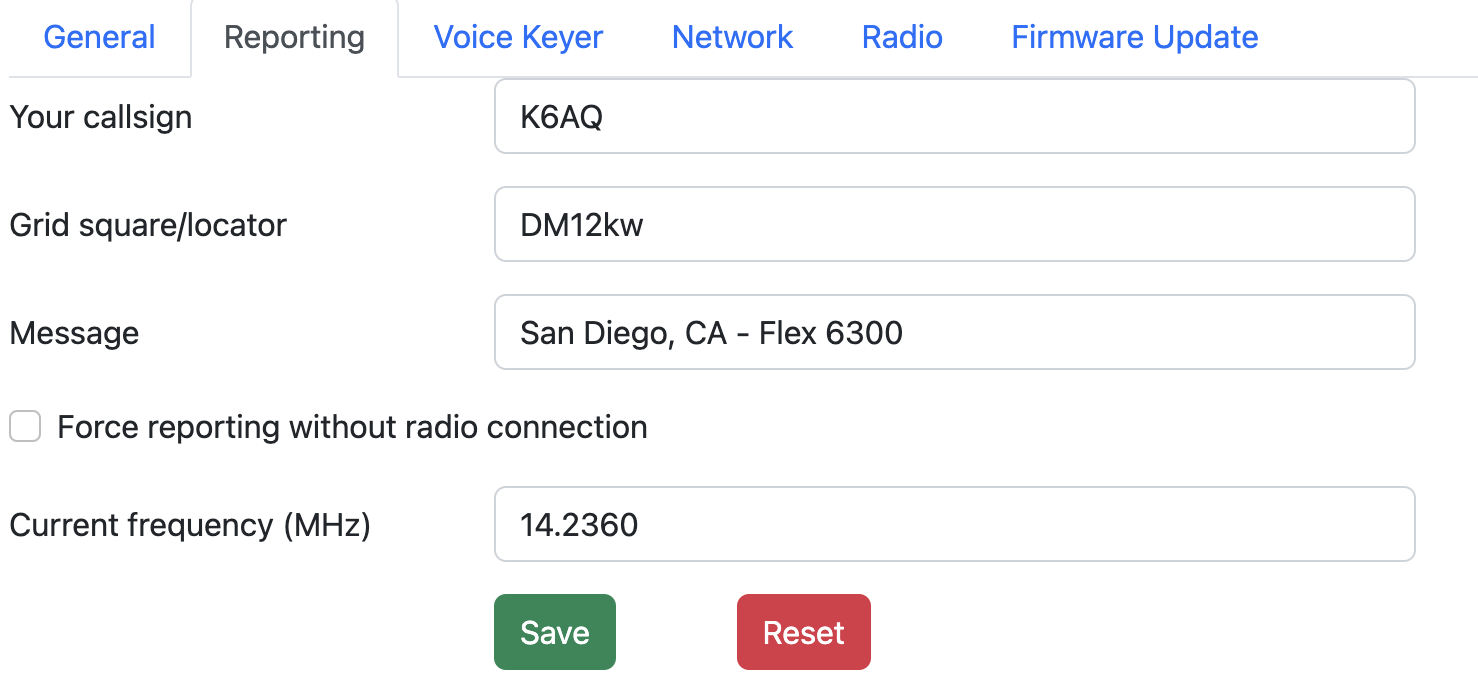 General Reporting Voice Keyer Network Radio Firmware Update
Your callsign K6AQ
Grid square/locator DM12kw
Message San Diego, CA - Flex 6300
Force reporting without radio connection
Current frequency (MHz) 14.2360
Save Reset